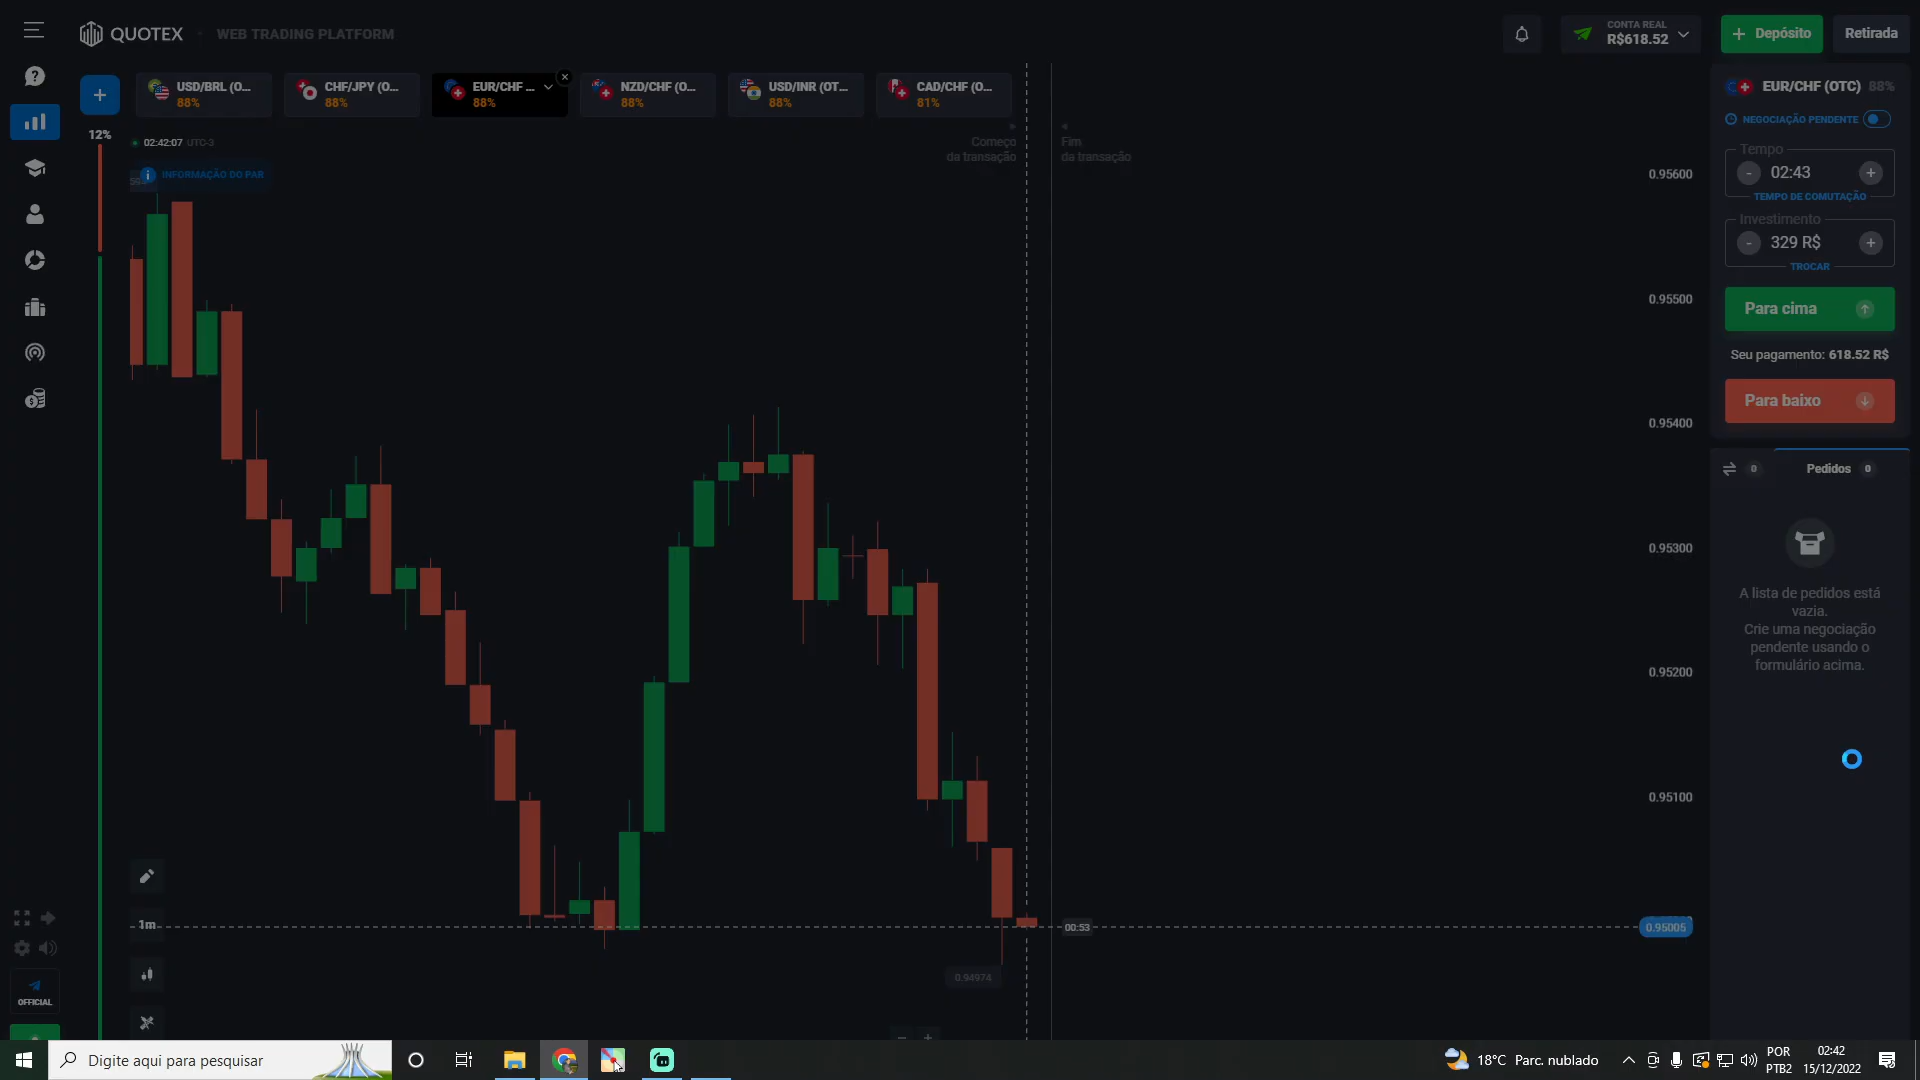 QUOTEX
WEB TRADING PLATFORM
CONTA REAL
R$618.52
Depósito
Retirada
USD/BRL (O...
88%
CHF/JPY (O...
88%
EUR/CHF ...
88%
NZD/CHF (O...
88%
USD/INR (OT...
88%
CAD/CHF (O...
81%
12%
02:42:07 UTC-3
INFORMAÇÃO DO PAR
Começo
da transação
Fim
da transação
0.95600
0.95500
0.95400
0.95300
0.95200
0.95100
0.95005
00:53
0.94974
1m
OFFICIAL
EUR/CHF (OTC) 88%
NEGOCIAÇÃO PENDENTE
Tempo
- 02:43 +
TEMPO DE COMUTAÇÃO
Investimento
- 329 R$ +
TROCAR
Para cima
Seu pagamento: 618.52 R$
Para baixo
0
Pedidos 0
A lista de pedidos está
vazia.
Crie uma negociação
pendente usando o
formulário acima.
Digite aqui para pesquisar
18°C Parc. nublado
POR
PTB2
02:42
15/12/2022